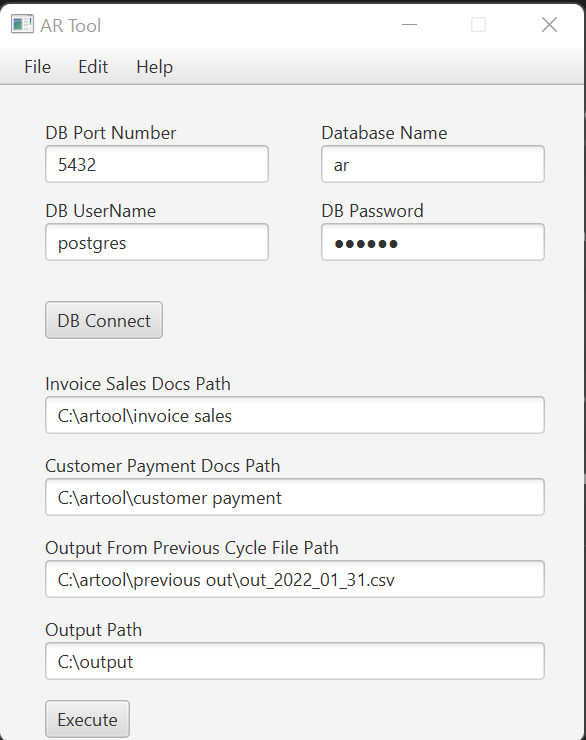 AR Tool
File Edit Help
DB Port Number Database Name
5432 ar
DB UserName DB Password
postgres ●●●●●●
DB Connect
Invoice Sales Docs Path
C:\artool\invoice sales
Customer Payment Docs Path
C:\artool\customer payment
Output From Previous Cycle File Path
C:\artool\previous out\out_2022_01_31.csv
Output Path
C:\output
Execute